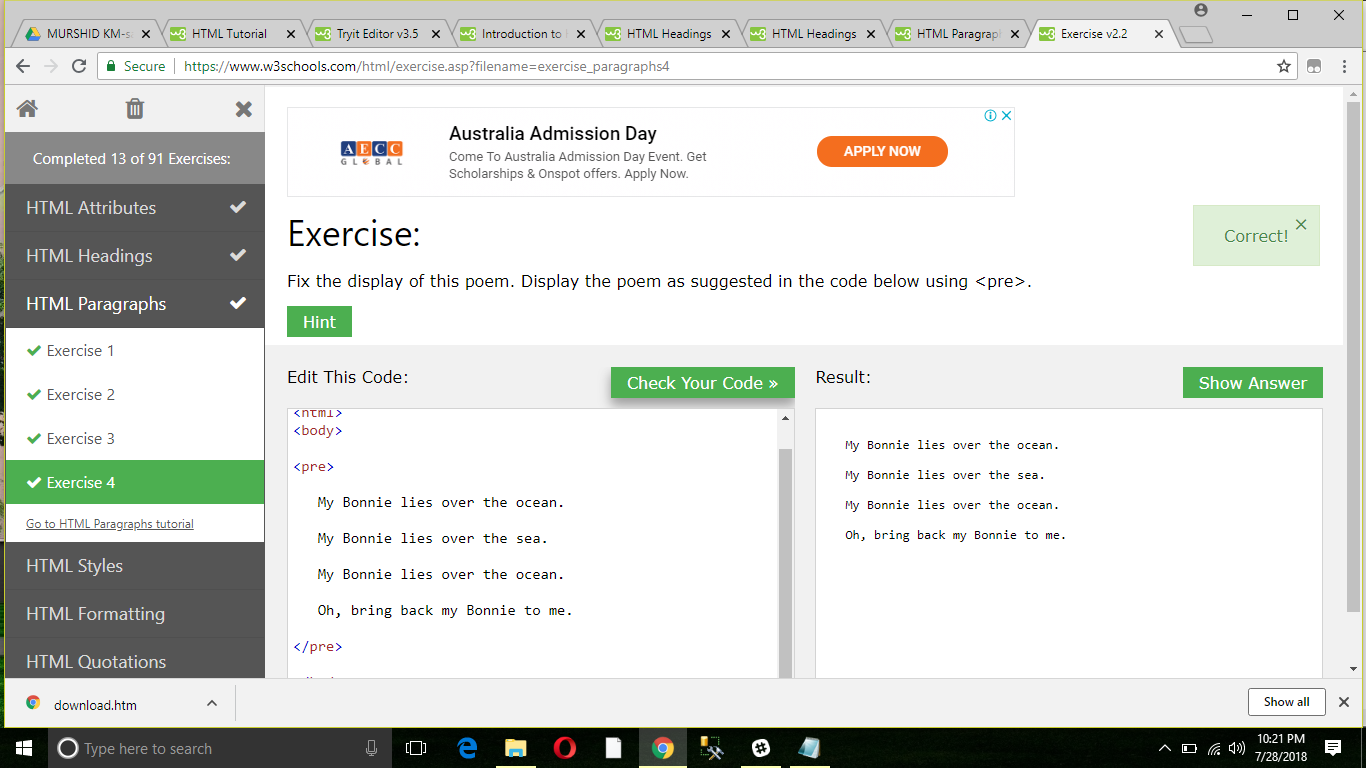 MURSHID KM-s
HTML Tutorial
Tryit Editor v3.5
Introduction to
HTML Headings
HTML Headings
HTML Paragraph
Exercise v2.2
Secure
https://www.w3schools.com/html/exercise.asp?filename=exercise_paragraphs4
Completed 13 of 91 Exercises:
HTML Attributes
HTML Headings
HTML Paragraphs
Exercise 1
Exercise 2
Exercise 3
Exercise 4
Go to HTML Paragraphs tutorial
HTML Styles
HTML Formatting
HTML Quotations
AECC
GLOBAL
Australia Admission Day
Come To Australia Admission Day Event. Get
Scholarships & Onspot offers. Apply Now.
APPLY NOW
Exercise:
Correct!
Fix the display of this poem. Display the poem as suggested in the code below using <pre>.
Hint
Edit This Code:
Check Your Code »
<html>
<body>
<pre>
My Bonnie lies over the ocean.
My Bonnie lies over the sea.
My Bonnie lies over the ocean.
Oh, bring back my Bonnie to me.
</pre>
Result:
Show Answer
My Bonnie lies over the ocean.
My Bonnie lies over the sea.
My Bonnie lies over the ocean.
Oh, bring back my Bonnie to me.
download.htm
Show all
Type here to search
10:21 PM
7/28/2018